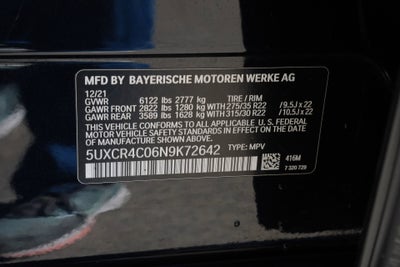 MFD BY BAYERISCHE MOTOREN WERKE AG
12/21
GVWR 6122 lbs 2777 kg TIRE / RIM
GAWR FRONT 2822 lbs 1280 kg WITH 275/35 R22 / 9.5J x 22
GAWR REAR 3589 lbs 1628 kg WITH 315/30 R22 / 10.5J x 22
THIS VEHICLE CONFORMS TO ALL APPLICABLE FEDERAL
MOTOR VEHICLE SAFETY STANDARDS IN EFFECT ON THE DATE
OF MANUFACTURE SHOWN ABOVE.
5UXCR4C06N9K72642 TYPE: MPV 416M
7 320 729